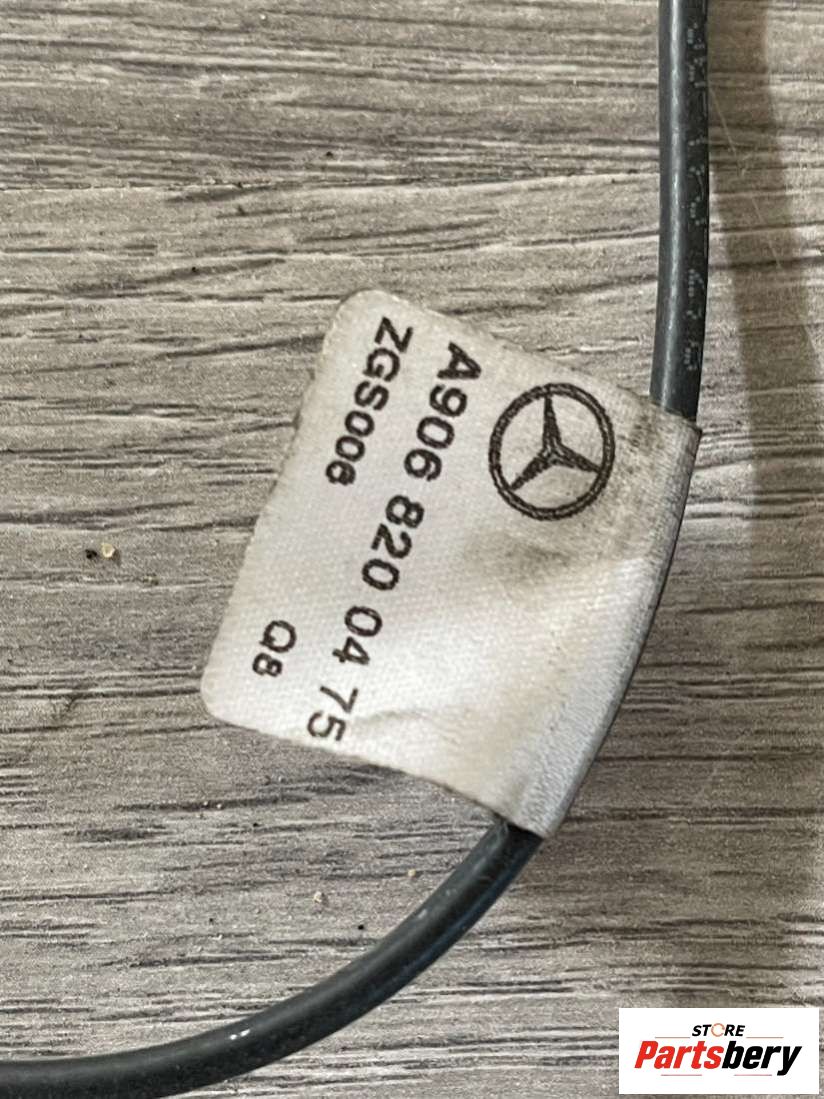 A906 820 04 75
ZGS006
Q8
STORE
Partsbery